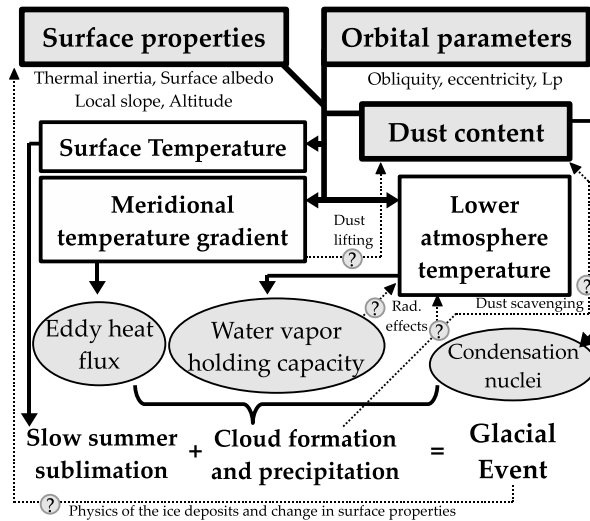 Surface properties
Orbital parameters
Thermal inertia, Surface albedo
Local slope, Altitude
Obliquity, eccentricity, Lp
Dust content
Surface Temperature
Meridional
temperature gradient
Dust
lifting
?
Lower
atmosphere
temperature
?
Rad.
effects
?
Dust scavenging
?
Eddy heat
flux
Water vapor
holding capacity
Condensation
nuclei
Slow summer
sublimation
+
Cloud formation
and precipitation
=
Glacial
Event
?
Physics of the ice deposits and change in surface properties